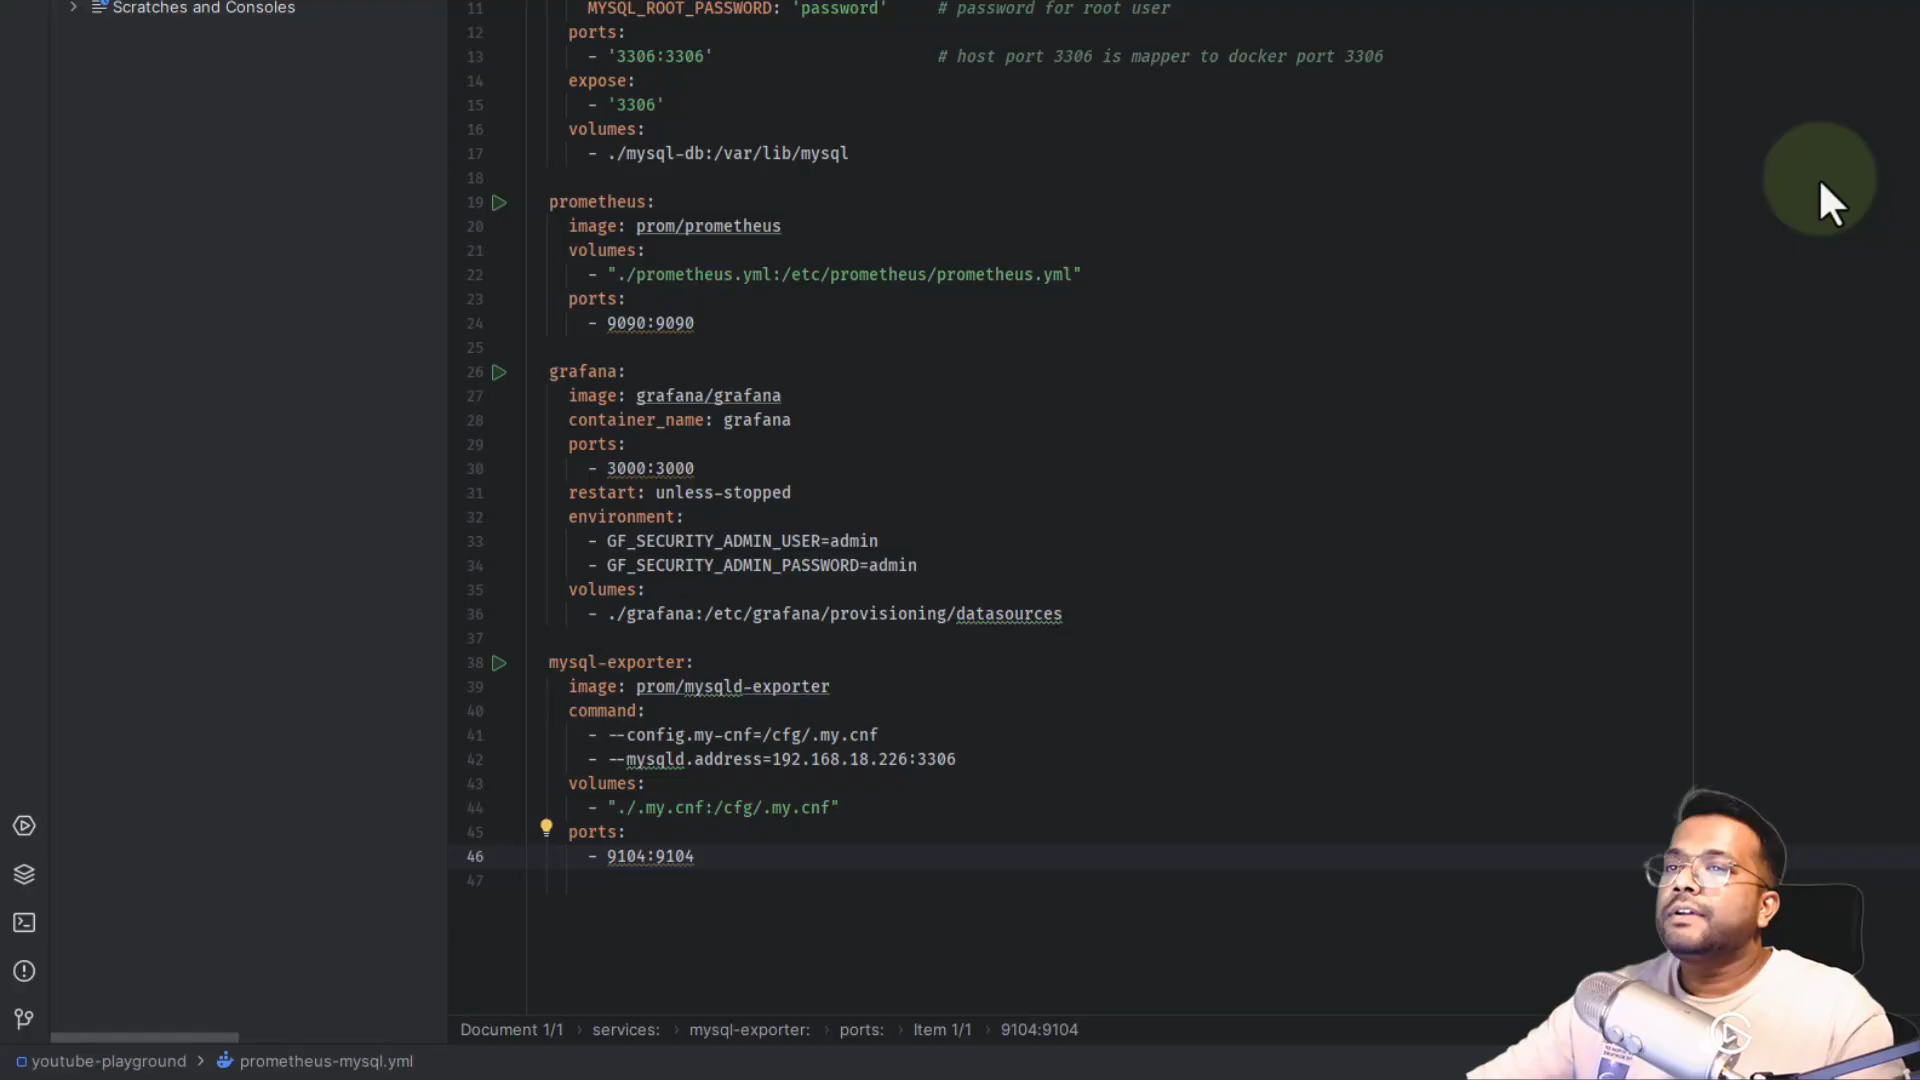 Scratches and Consoles
11 MYSQL_ROOT_PASSWORD: 'password' # password for root user
12 ports:
13 - '3306:3306' # host port 3306 is mapper to docker port 3306
14 expose:
15 - '3306'
16 volumes:
17 - ./mysql-db:/var/lib/mysql
18
19 prometheus:
20 image: prom/prometheus
21 volumes:
22 - "./prometheus.yml:/etc/prometheus/prometheus.yml"
23 ports:
24 - 9090:9090
25
26 grafana:
27 image: grafana/grafana
28 container_name: grafana
29 ports:
30 - 3000:3000
31 restart: unless-stopped
32 environment:
33 - GF_SECURITY_ADMIN_USER=admin
34 - GF_SECURITY_ADMIN_PASSWORD=admin
35 volumes:
36 - ./grafana:/etc/grafana/provisioning/datasources
37
38 mysql-exporter:
39 image: prom/mysqld-exporter
40 command:
41 - --config.my-cnf=/cfg/.my.cnf
42 - --mysqld.address=192.168.18.226:3306
43 volumes:
44 - "./.my.cnf:/cfg/.my.cnf"
45 ports:
46 - 9104:9104
47
Document 1/1 › services: › mysql-exporter: › ports: › Item 1/1 › 9104:9104
youtube-playground › prometheus-mysql.yml